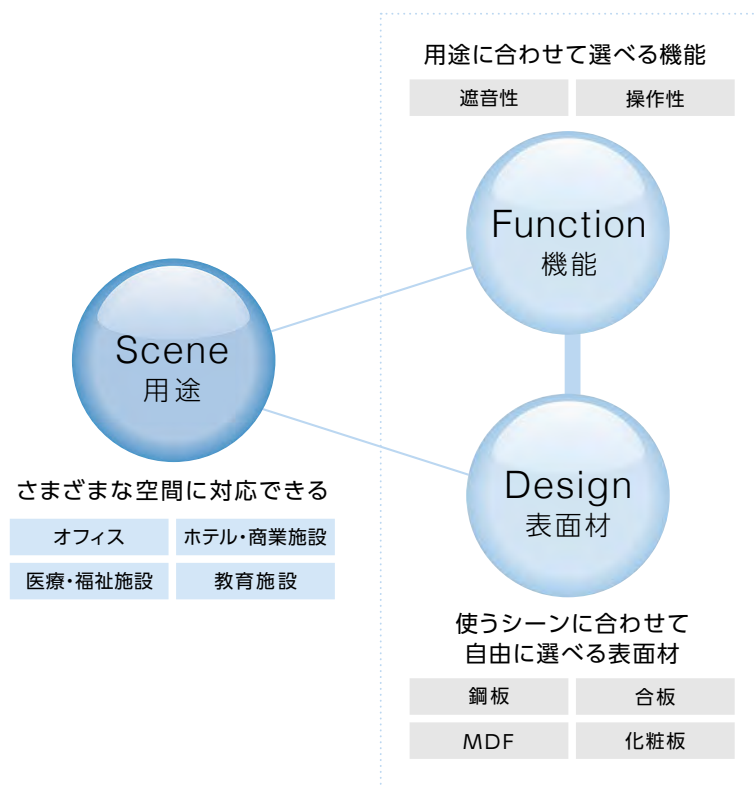 用途に合わせて選べる機能
遮音性
操作性
Function
機能
Scene
用途
さまざまな空間に対応できる
オフィス
ホテル・商業施設
医療・福祉施設
教育施設
Design
表面材
使うシーンに合わせて
自由に選べる表面材
鋼板
合板
MDF
化粧板